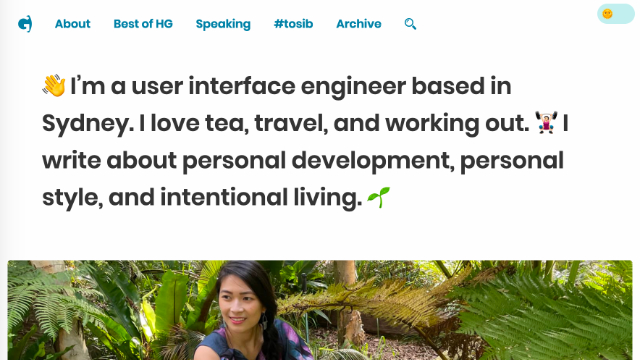 About Best of HG Speaking #tosib Archive
👋 I'm a user interface engineer based in
Sydney. I love tea, travel, and working out. 🏋🏻‍♀️ I
write about personal development, personal
style, and intentional living. 🌱